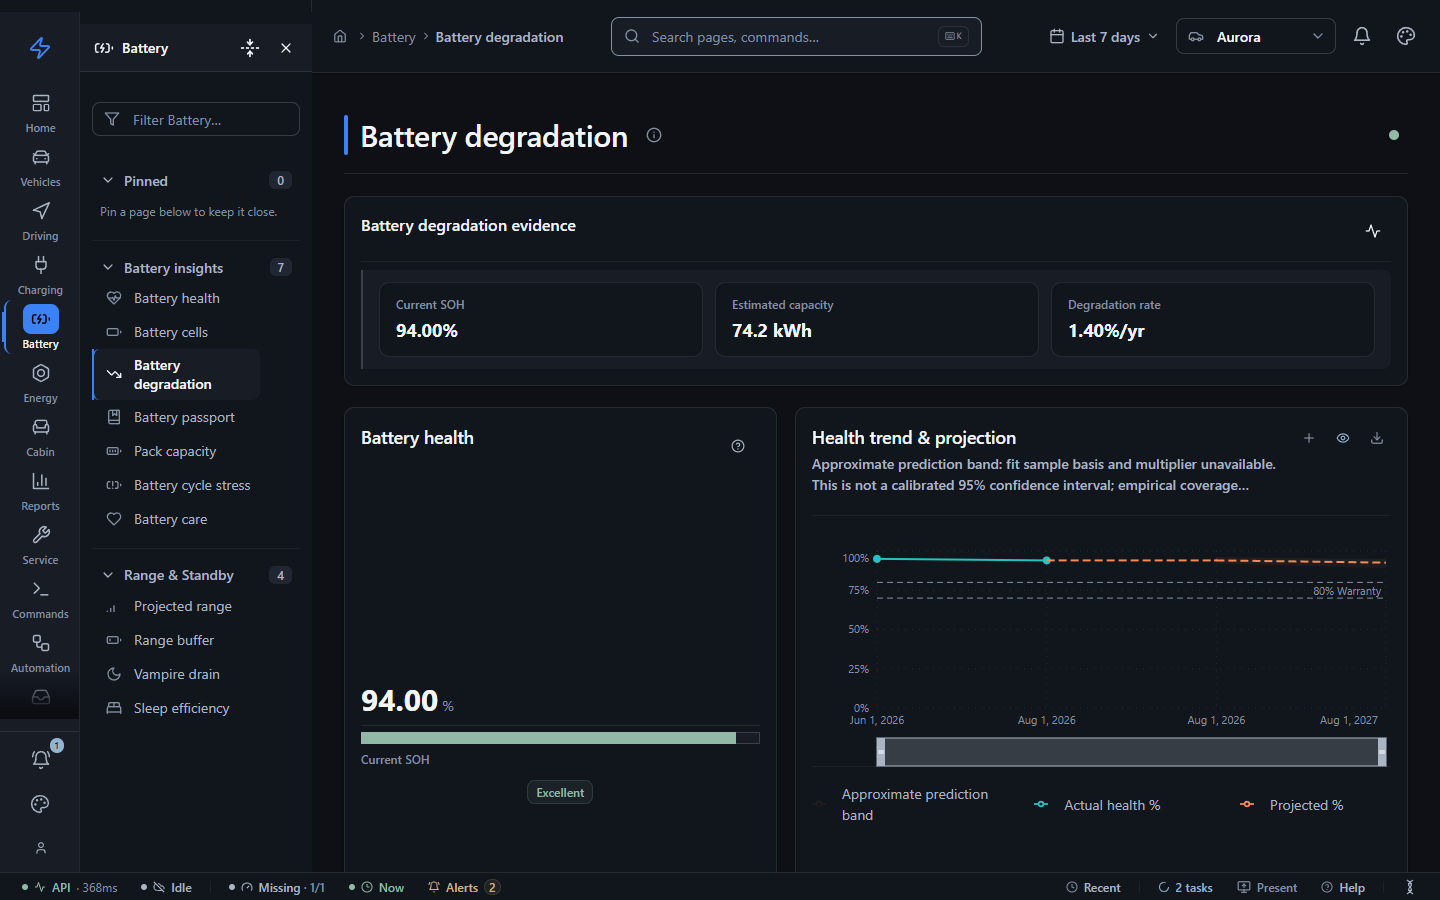 Battery
Battery
Battery degradation
Search pages, commands...
K
Last 7 days
Aurora
Home
Vehicles
Driving
Charging
Battery
Energy
Cabin
Reports
Service
Commands
Automation
1
Filter Battery...
Pinned
0
Pin a page below to keep it close.
Battery insights
7
Battery health
Battery cells
Battery
degradation
Battery passport
Pack capacity
Battery cycle stress
Battery care
Range & Standby
4
Projected range
Range buffer
Vampire drain
Sleep efficiency
Battery degradation
Battery degradation evidence
Current SOH
94.00%
Estimated capacity
74.2 kWh
Degradation rate
1.40%/yr
Battery health
94.00 %
Current SOH
Excellent
Health trend & projection
Approximate prediction band: fit sample basis and multiplier unavailable.
This is not a calibrated 95% confidence interval; empirical coverage...
100%
75%
80% Warranty
50%
25%
0%
Jun 1, 2026
Aug 1, 2026
Aug 1, 2026
Aug 1, 2027
Approximate prediction
band
Actual health %
Projected %
API · 368ms
Idle
Missing · 1/1
Now
Alerts 2
Recent
2 tasks
Present
Help